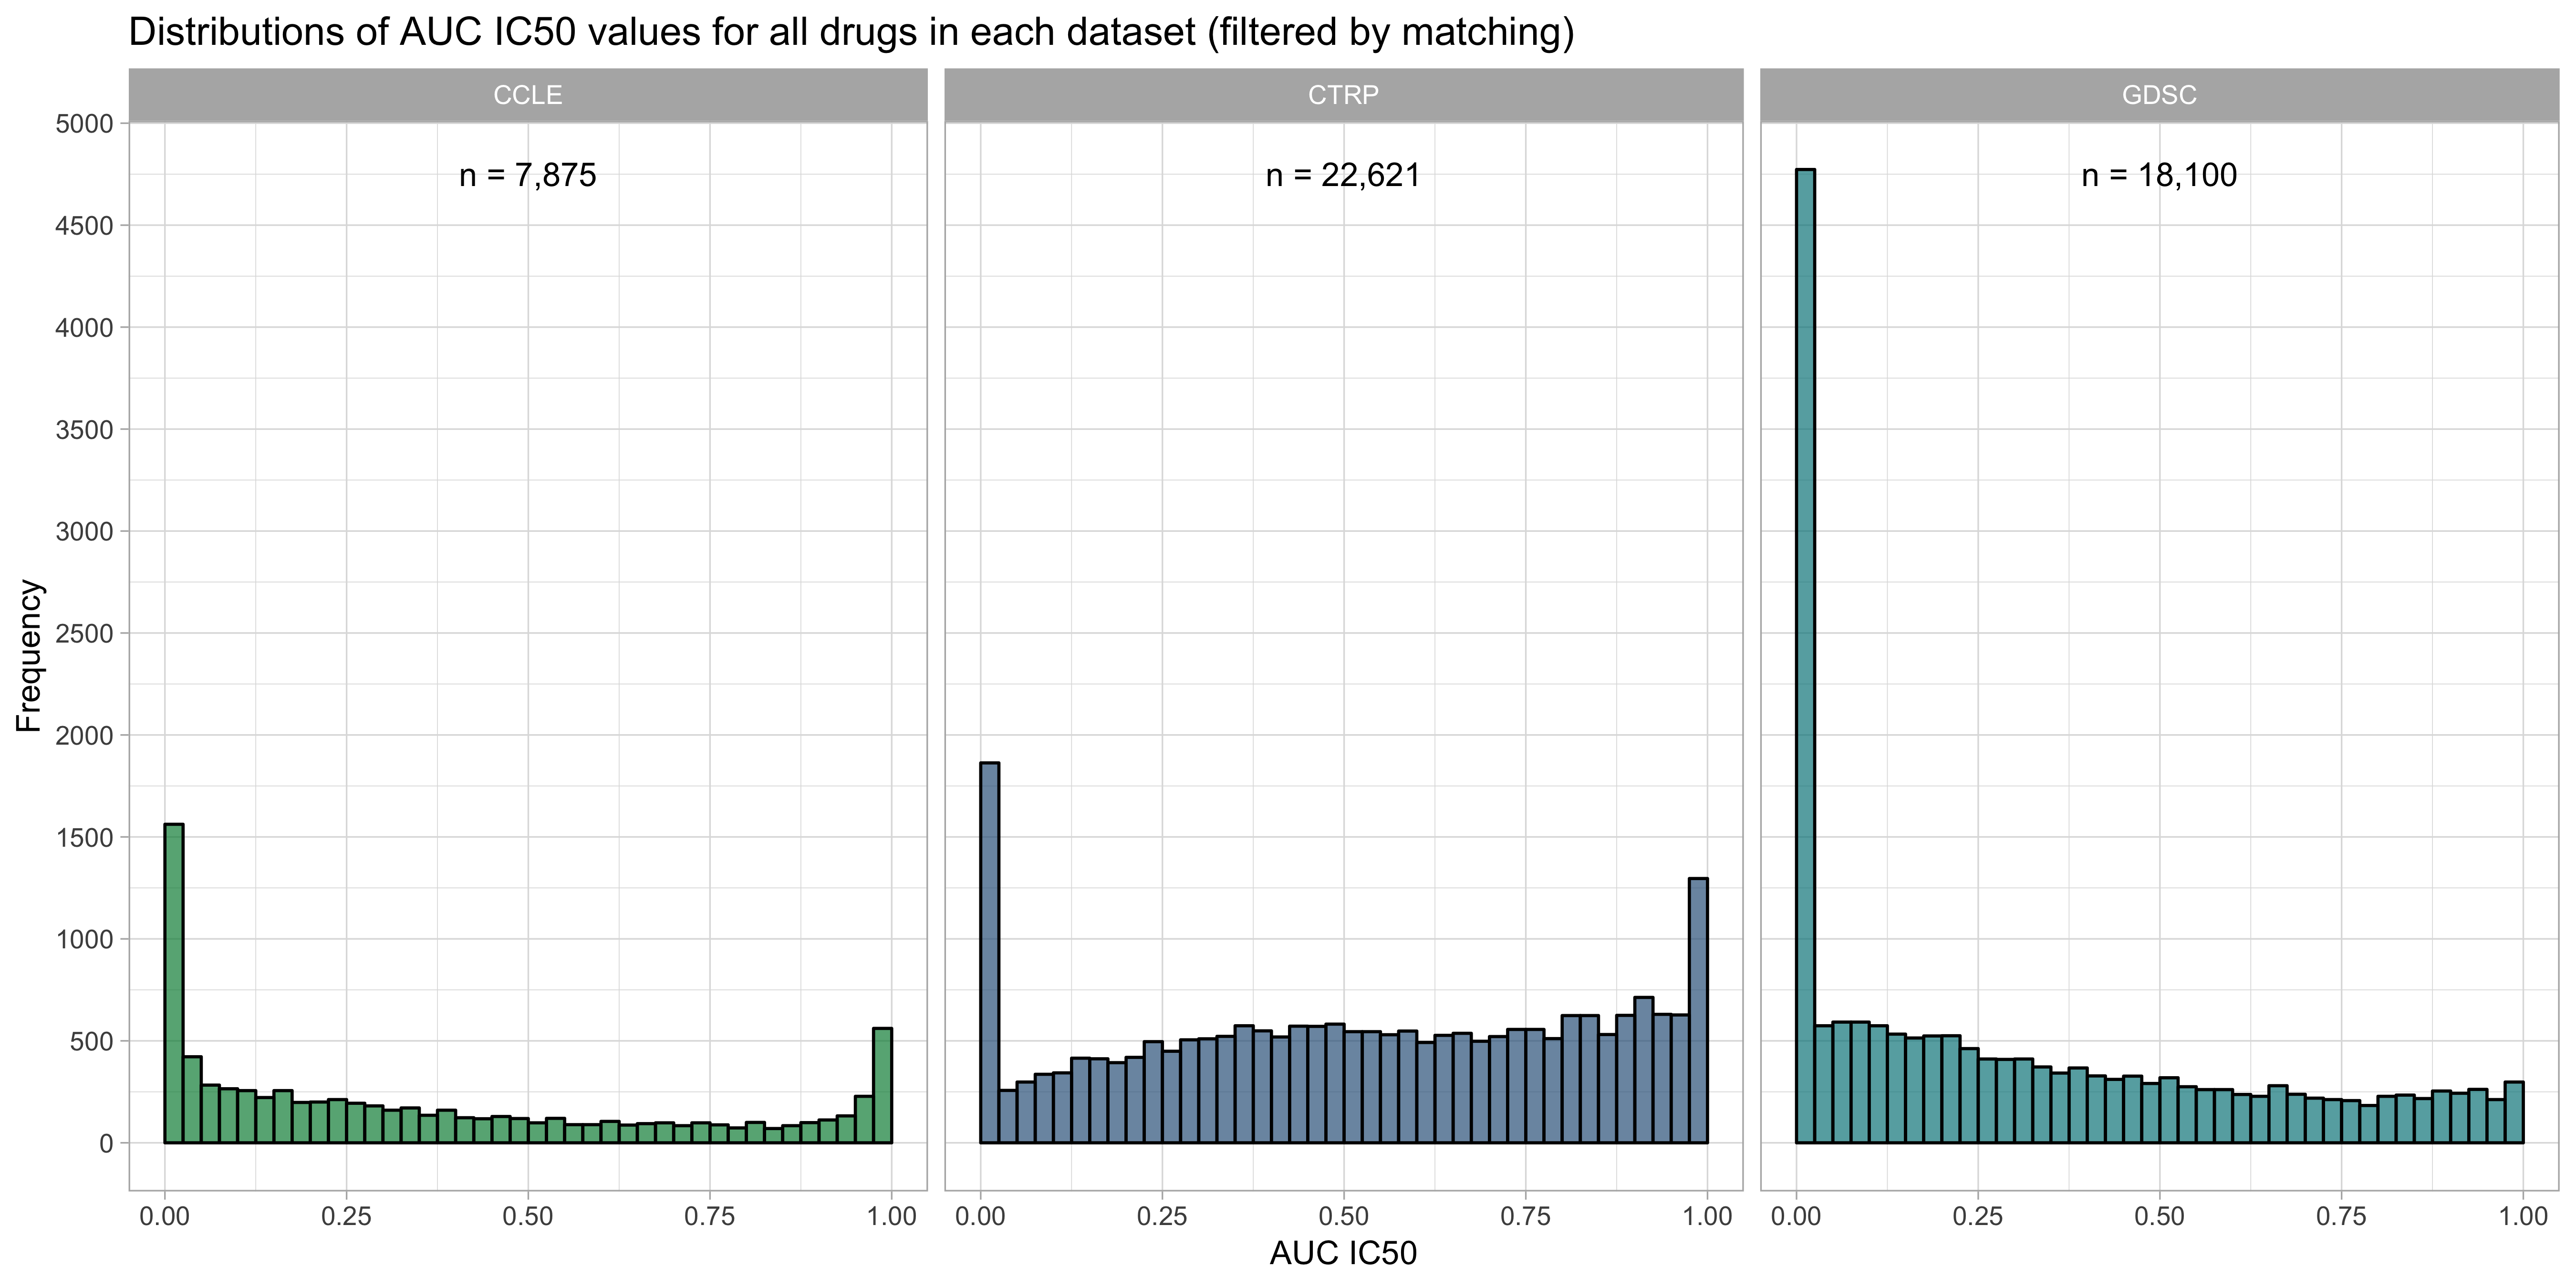 Distributions of AUC IC50 values for all drugs in each dataset (filtered by matching)
CCLE
CTRP
GDSC
n = 7,875
n = 22,621
n = 18,100
Frequency
5000
4500
4000
3500
3000
2500
2000
1500
1000
500
0
0.00 0.25 0.50 0.75 1.00
0.00 0.25 0.50 0.75 1.00
0.00 0.25 0.50 0.75 1.00
AUC IC50